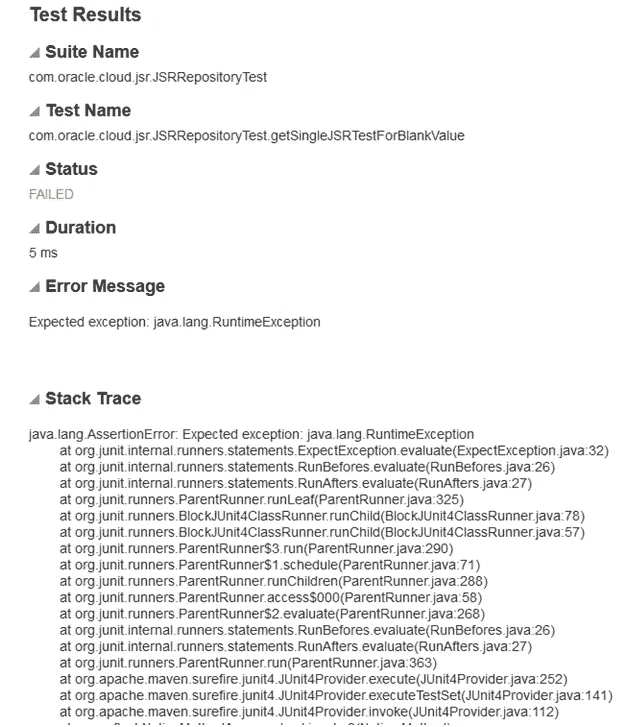 Test Results
Suite Name
com.oracle.cloud.jsr.JSRRepositoryTest
Test Name
com.oracle.cloud.jsr.JSRRepositoryTest.getSingleJSRTestForBlankValue
Status
FAILED
Duration
5 ms
Error Message
Expected exception: java.lang.RuntimeException
Stack Trace
java.lang.AssertionError: Expected exception: java.lang.RuntimeException
at org.junit.internal.runners.statements.ExpectException.evaluate(ExpectException.java:32)
at org.junit.internal.runners.statements.RunBefores.evaluate(RunBefores.java:26)
at org.junit.internal.runners.statements.RunAfters.evaluate(RunAfters.java:27)
at org.junit.runners.ParentRunner.runLeaf(ParentRunner.java:325)
at org.junit.runners.BlockJUnit4ClassRunner.runChild(BlockJUnit4ClassRunner.java:78)
at org.junit.runners.BlockJUnit4ClassRunner.runChild(BlockJUnit4ClassRunner.java:57)
at org.junit.runners.ParentRunner$3.run(ParentRunner.java:290)
at org.junit.runners.ParentRunner$1.schedule(ParentRunner.java:71)
at org.junit.runners.ParentRunner.runChildren(ParentRunner.java:288)
at org.junit.runners.ParentRunner.access$000(ParentRunner.java:58)
at org.junit.runners.ParentRunner$2.evaluate(ParentRunner.java:268)
at org.junit.internal.runners.statements.RunBefores.evaluate(RunBefores.java:26)
at org.junit.internal.runners.statements.RunAfters.evaluate(RunAfters.java:27)
at org.junit.runners.ParentRunner.run(ParentRunner.java:363)
at org.apache.maven.surefire.junit4.JUnit4Provider.execute(JUnit4Provider.java:252)
at org.apache.maven.surefire.junit4.JUnit4Provider.executeTestSet(JUnit4Provider.java:141)
at org.apache.maven.surefire.junit4.JUnit4Provider.invoke(JUnit4Provider.java:112)